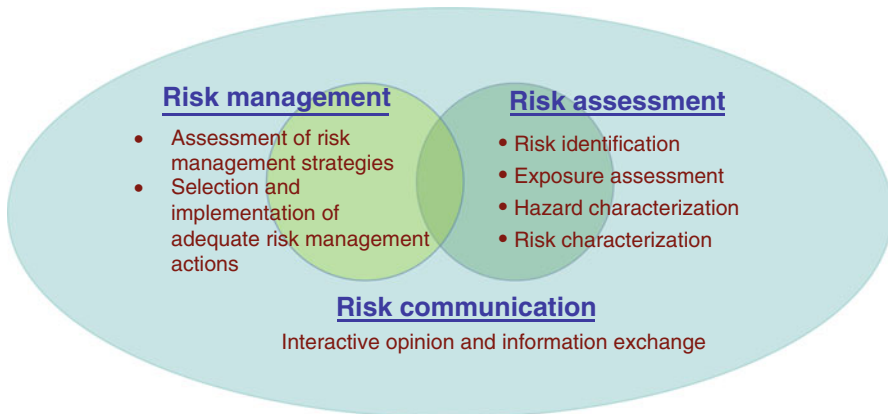 Risk management
• Assessment of risk
management strategies
• Selection and
implementation of
adequate risk management
actions
Risk assessment
• Risk identification
• Exposure assessment
• Hazard characterization
• Risk characterization
Risk communication
Interactive opinion and information exchange